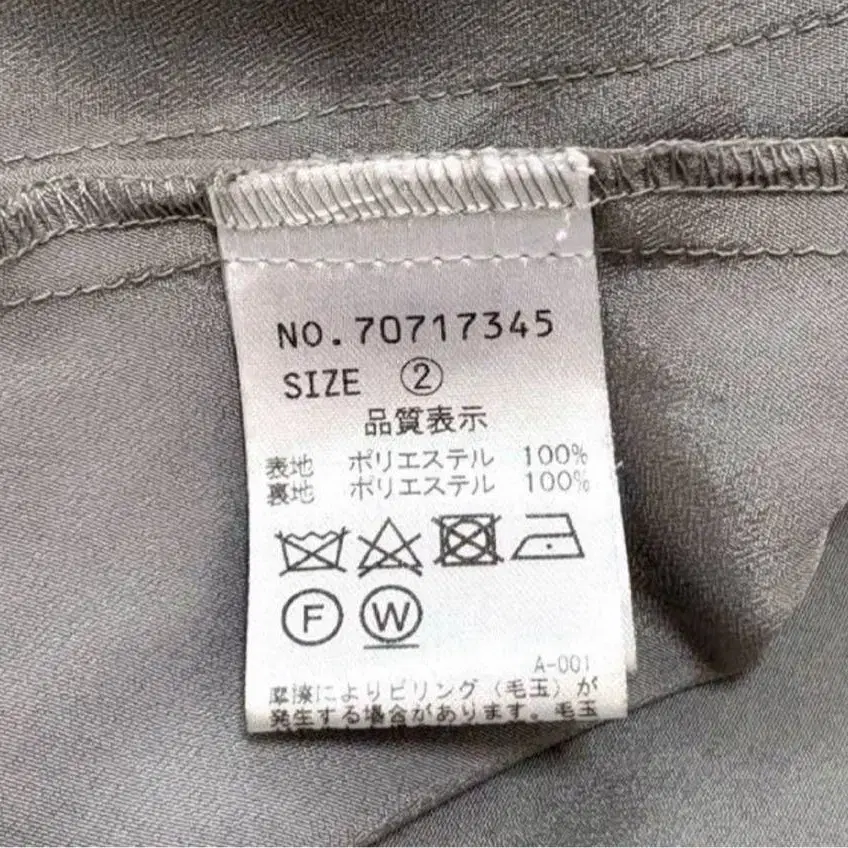 NO.70717345
SIZE ②
品質表示
表地 ポリエステル 100%
裏地 ポリエステル 100%
F W
A-001
摩擦によりピリング（毛玉）が
発生する場合があります。毛玉